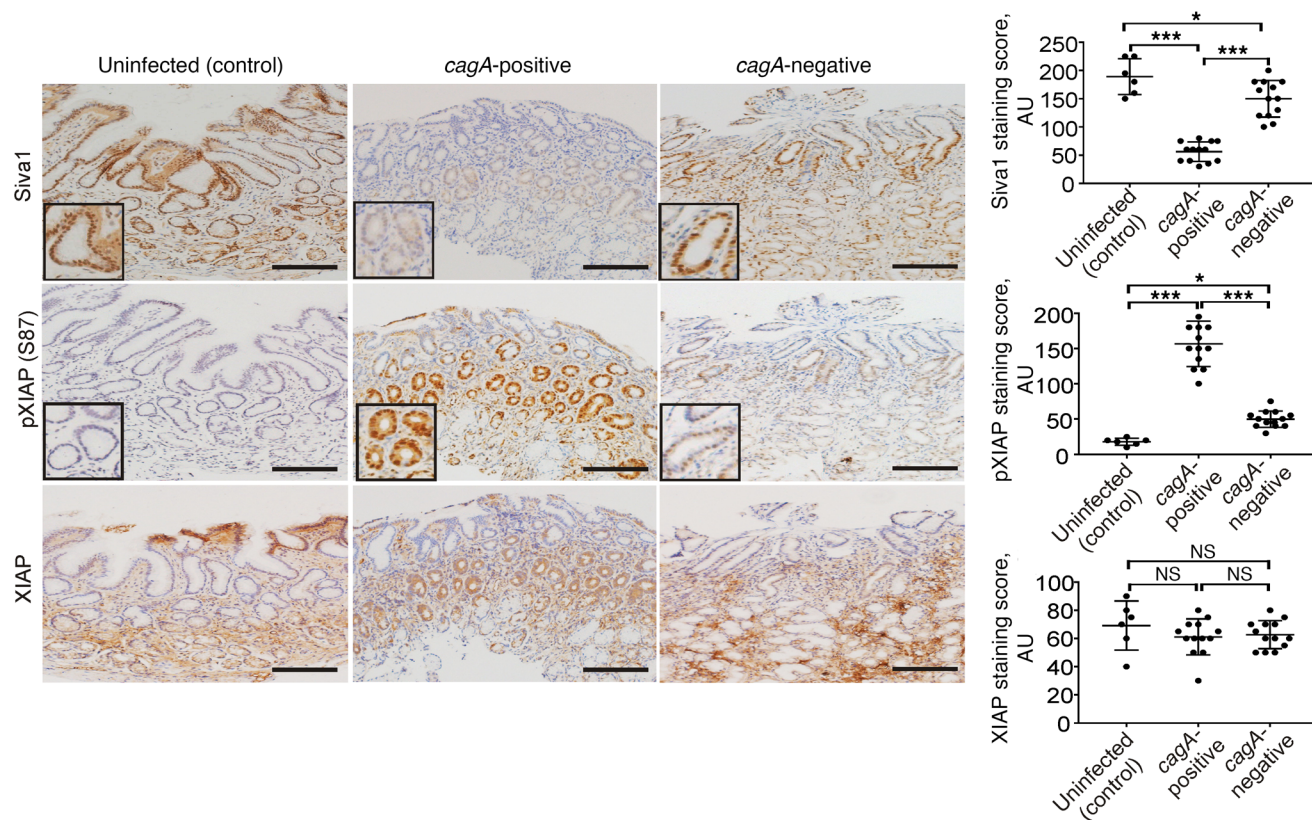 Uninfected (control)
cagA-positive
cagA-negative
Siva1
pXIAP (S87)
XIAP
Siva1 staining score,
AU
250
200
150
100
50
0
*
***
***
Uninfected
(control)
cagA-
positive
cagA-
negative
pXIAP staining score,
AU
200
150
100
50
0
*
***
***
Uninfected
(control)
cagA-
positive
cagA-
negative
XIAP staining score,
AU
100
80
60
40
20
0
NS
NS
NS
Uninfected
(control)
cagA-
positive
cagA-
negative